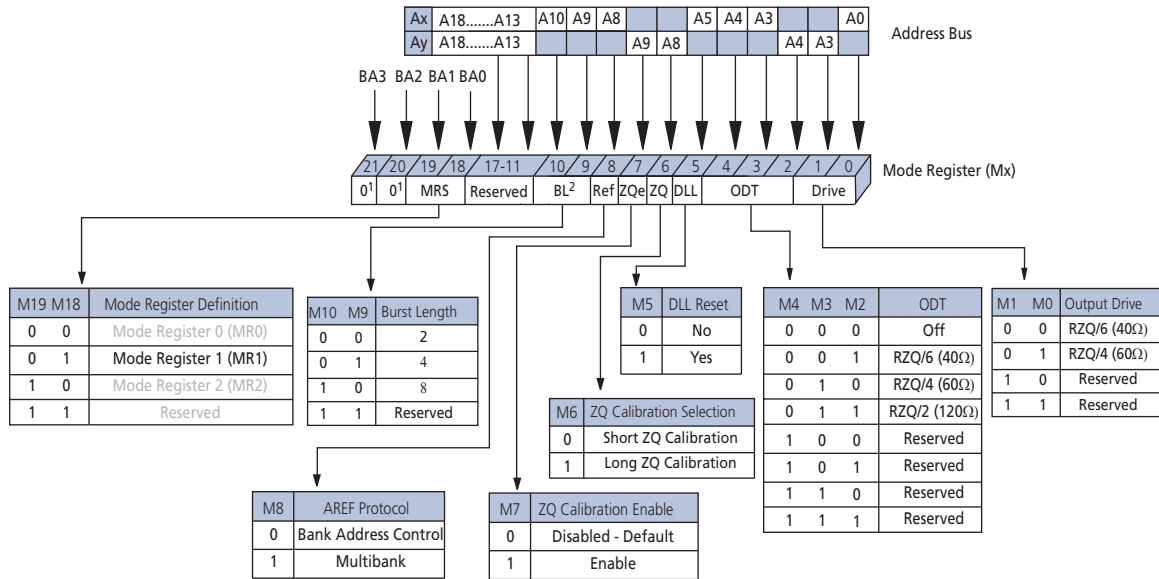 Ax A18.......A13 A10 A9 A8 A5 A4 A3 A0
Ay A18.......A13 A9 A8 A4 A3
Address Bus
BA3 BA2 BA1 BA0
21 20 19 18 17-11 10 9 8 7 6 5 4 3 2 1 0
Mode Register (Mx)
0¹ 0¹ MRS Reserved BL² Ref ZQe ZQ DLL ODT Drive
M19 M18 Mode Register Definition
0 0 Mode Register 0 (MR0)
0 1 Mode Register 1 (MR1)
1 0 Mode Register 2 (MR2)
1 1 Reserved
M10 M9 Burst Length
0 0 2
0 1 4
1 0 8
1 1 Reserved
M5 DLL Reset
0 No
1 Yes
M4 M3 M2 ODT
0 0 0 Off
0 0 1 RZQ/6 (40Ω)
0 1 0 RZQ/4 (60Ω)
0 1 1 RZQ/2 (120Ω)
1 0 0 Reserved
1 0 1 Reserved
1 1 0 Reserved
1 1 1 Reserved
M1 M0 Output Drive
0 0 RZQ/6 (40Ω)
0 1 RZQ/4 (60Ω)
1 0 Reserved
1 1 Reserved
M6 ZQ Calibration Selection
0 Short ZQ Calibration
1 Long ZQ Calibration
M8 AREF Protocol
0 Bank Address Control
1 Multibank
M7 ZQ Calibration Enable
0 Disabled - Default
1 Enable